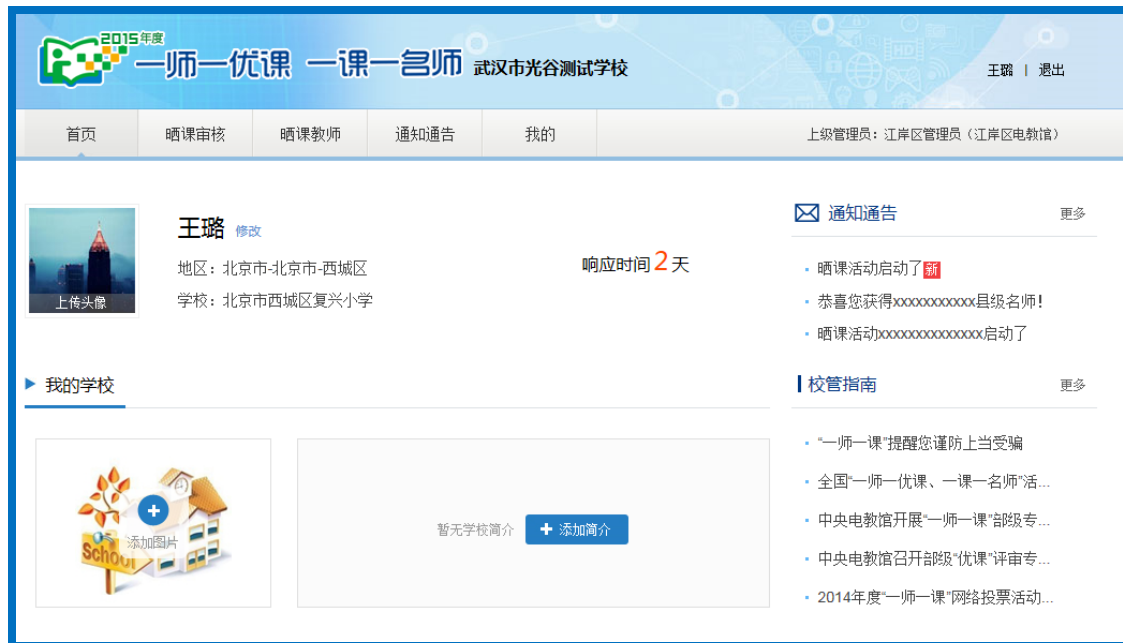 2015年度
一师一优课 一课一名师 武汉市光谷测试学校
王璐 | 退出
首页 晒课审核 晒课教师 通知通告 我的 上级管理员：江岸区管理员（江岸区电教馆）
上传头像
王璐 修改
地区：北京市-北京市-西城区
学校：北京市西城区复兴小学
响应时间2天
通知通告 更多
晒课活动启动了 新
恭喜您获得xxxxxxxxxxx县级名师!
晒课活动xxxxxxxxxxxxxx启动了
我的学校
School
添加图片
暂无学校简介 添加简介
校管指南 更多
“一师一课”提醒您谨防上当受骗
全国“一师一优课、一课一名师”活...
中央电教馆开展“一师一课”部级专...
中央电教馆召开部级“优课”评审专...
2014年度“一师一课”网络投票活动...